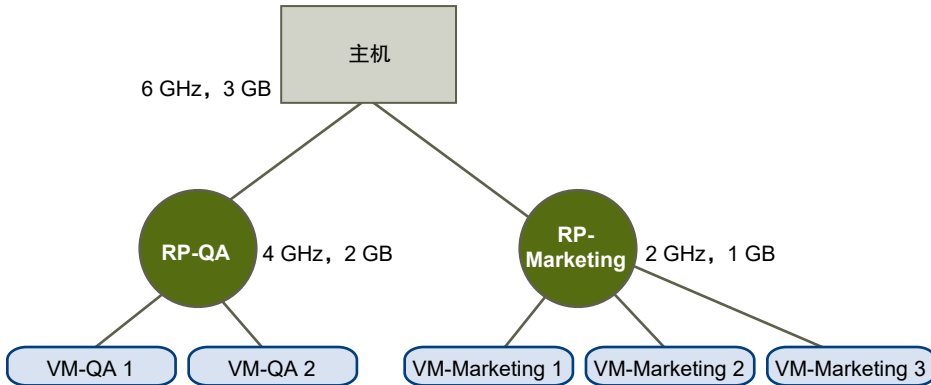 主机
6 GHz，3 GB
RP-QA
4 GHz，2 GB
RP-
Marketing
2 GHz，1 GB
VM-QA 1
VM-QA 2
VM-Marketing 1
VM-Marketing 2
VM-Marketing 3